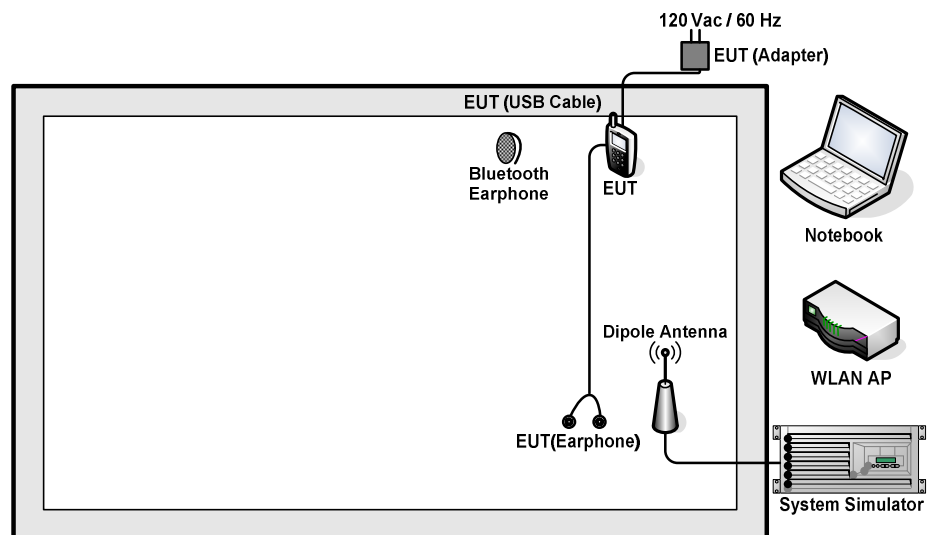 120 Vac / 60 Hz
EUT (Adapter)
EUT (USB Cable)
Bluetooth
Earphone
EUT
Notebook
Dipole Antenna
WLAN AP
EUT(Earphone)
System Simulator